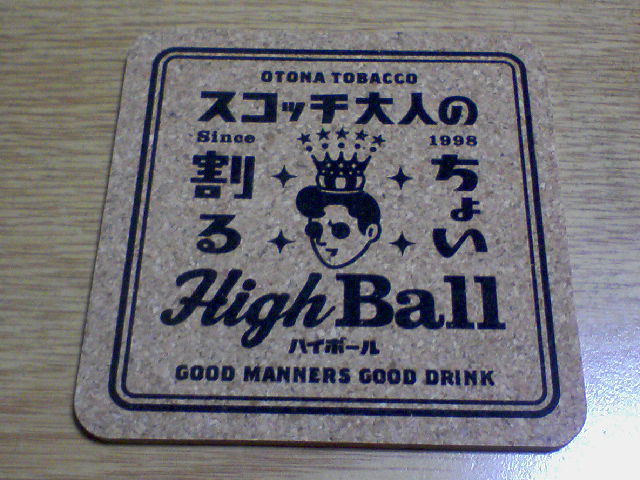 OTONA TOBACCO
スコッチ大人の
Since 1998
割る ちょい
High Ball
ハイボール
GOOD MANNERS GOOD DRINK